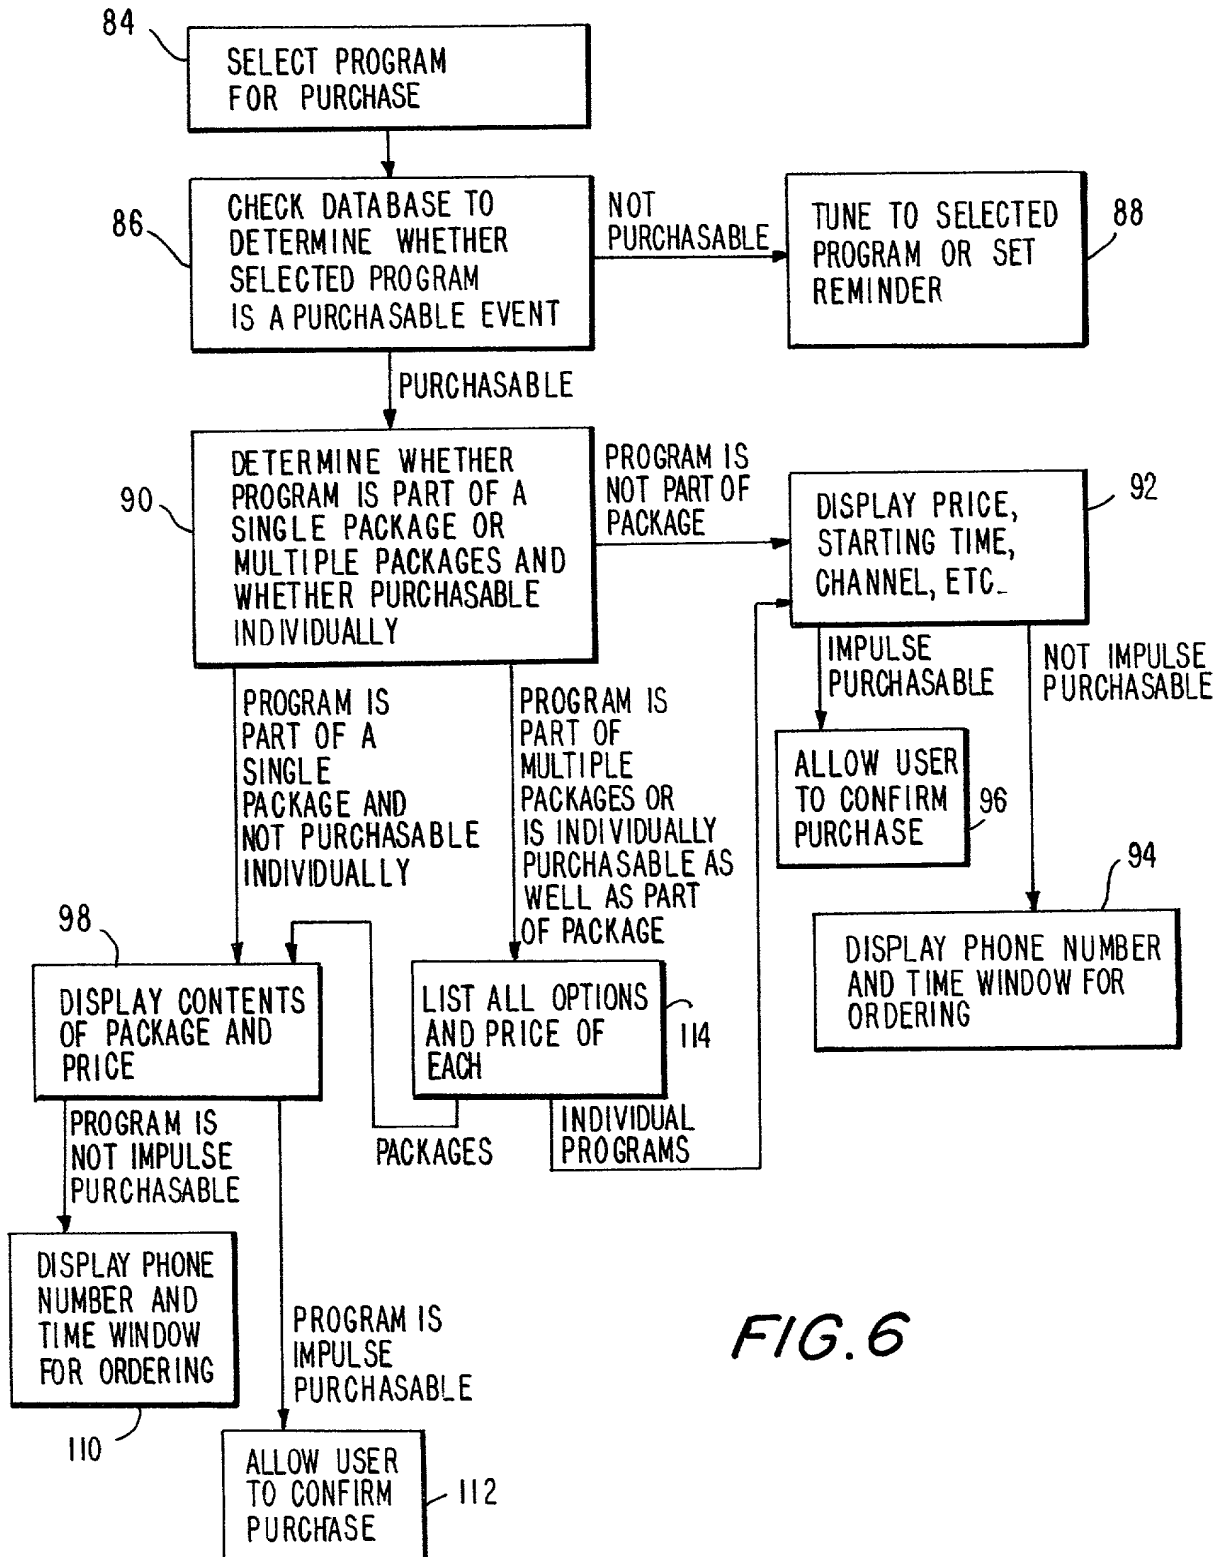 84
SELECT PROGRAM
FOR PURCHASE
86
CHECK DATABASE TO
DETERMINE WHETHER
SELECTED PROGRAM
IS A PURCHASABLE EVENT
NOT
PURCHASABLE
TUNE TO SELECTED
PROGRAM OR SET
REMINDER
88
PURCHASABLE
90
DETERMINE WHETHER
PROGRAM IS PART OF A
SINGLE PACKAGE OR
MULTIPLE PACKAGES AND
WHETHER PURCHASABLE
INDIVIDUALLY
PROGRAM IS
NOT PART OF
PACKAGE
DISPLAY PRICE,
STARTING TIME,
CHANNEL, ETC.
92
IMPULSE
PURCHASABLE
NOT IMPULSE
PURCHASABLE
ALLOW USER
TO CONFIRM
PURCHASE
96
94
DISPLAY PHONE NUMBER
AND TIME WINDOW FOR
ORDERING
PROGRAM IS
PART OF A
SINGLE
PACKAGE AND
NOT PURCHASABLE
INDIVIDUALLY
PROGRAM IS
PART OF
MULTIPLE
PACKAGES OR
IS INDIVIDUALLY
PURCHASABLE AS
WELL AS PART
OF PACKAGE
98
DISPLAY CONTENTS
OF PACKAGE AND
PRICE
LIST ALL OPTIONS
AND PRICE OF
EACH
114
PACKAGES
INDIVIDUAL
PROGRAMS
PROGRAM IS
NOT IMPULSE
PURCHASABLE
DISPLAY PHONE
NUMBER AND
TIME WINDOW
FOR ORDERING
110
PROGRAM IS
IMPULSE
PURCHASABLE
ALLOW USER
TO CONFIRM
PURCHASE
112
FIG. 6